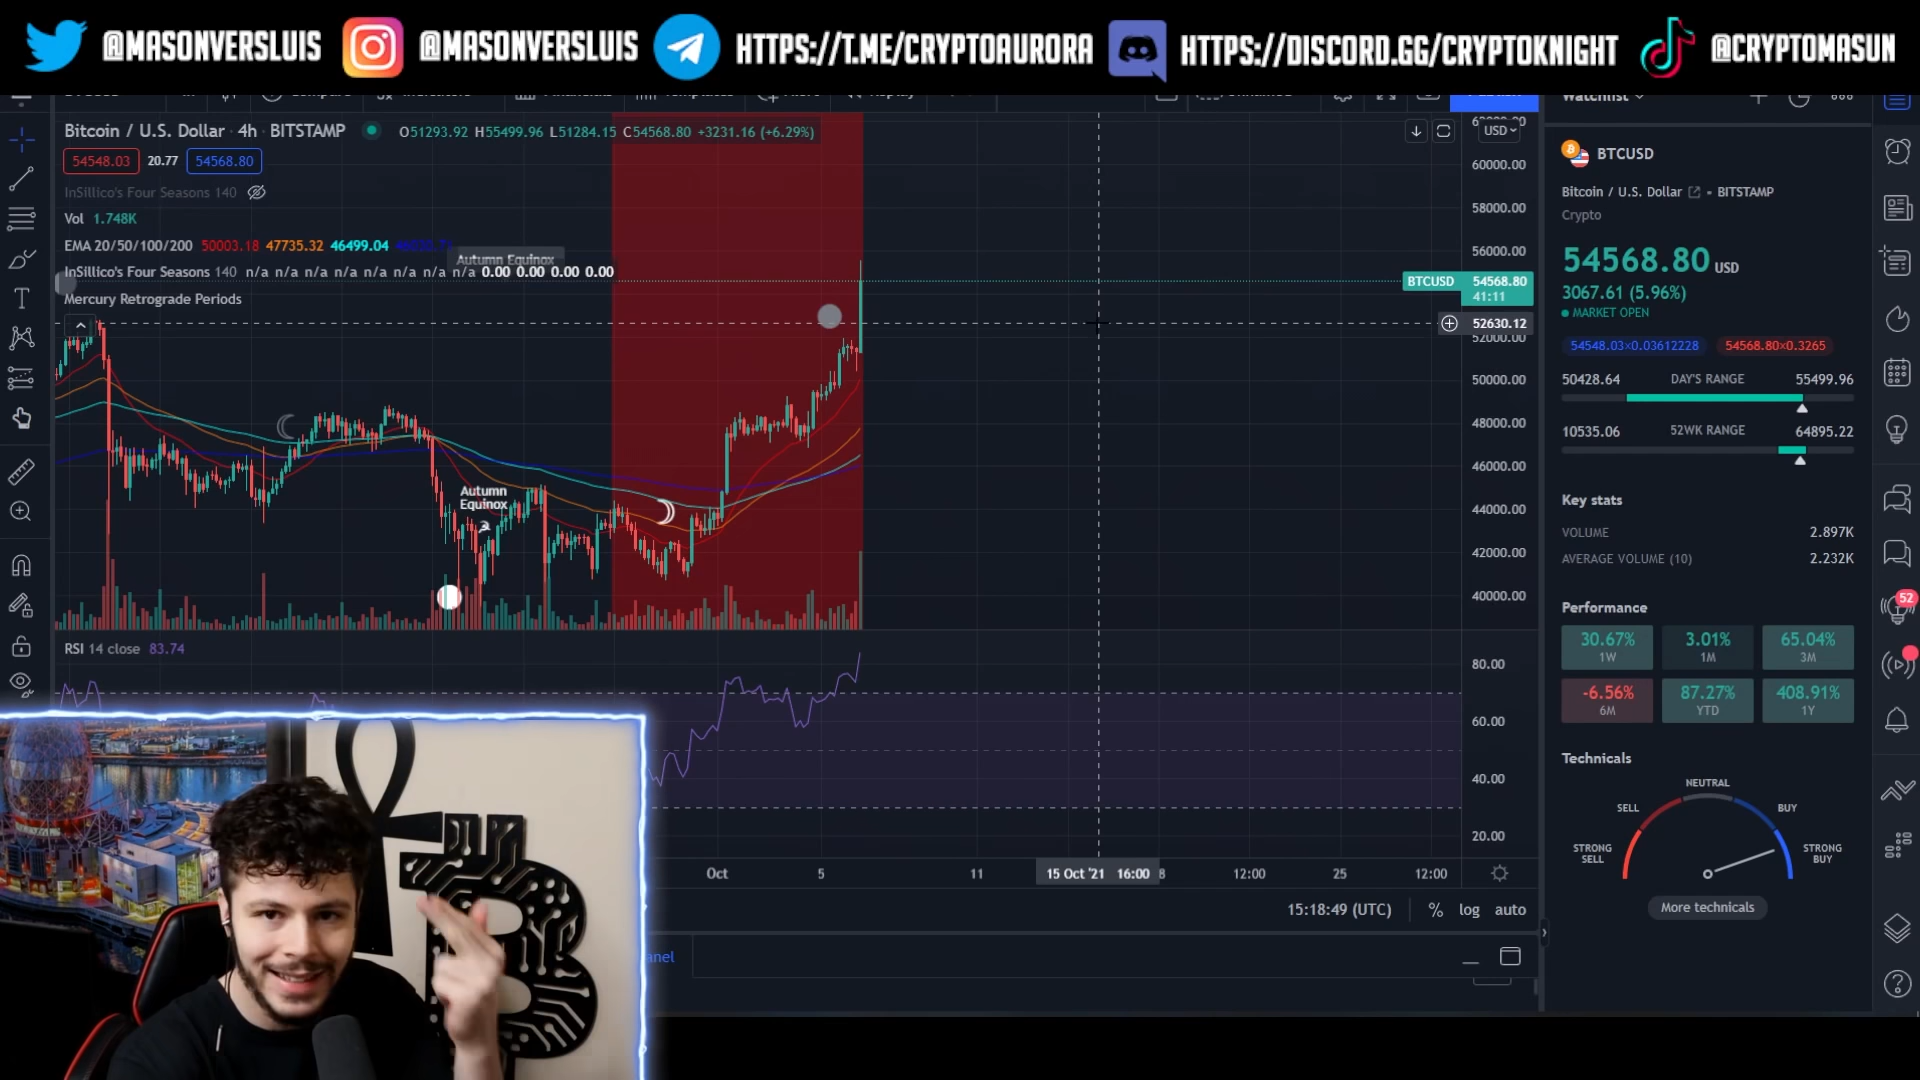 @MASONVERSLUIS @MASONVERSLUIS HTTPS://T.ME/CRYPTOAURORA HTTPS://DISCORD.GG/CRYPTOKNIGHT @CRYPTOMASUN
Bitcoin / U.S. Dollar · 4h · BITSTAMP O51293.92 H55499.96 L51284.15 C54568.80 +3231.16 (+6.29%)
54548.03 20.77 54568.80
InSillico's Four Seasons 140
Vol 1.748K
EMA 20/50/100/200 50003.18 47735.32 46499.04
Autumn Equinox
InSillico's Four Seasons 140 n/a n/a n/a n/a n/a n/a n/a n/a 0.00 0.00 0.00 0.00
Mercury Retrograde Periods
Autumn
Equinox
USD
60000.00
58000.00
56000.00
BTCUSD 54568.80
41:11
52630.12
52000.00
50000.00
48000.00
46000.00
44000.00
42000.00
40000.00
RSI 14 close 83.74
80.00
60.00
40.00
20.00
Oct 5 11 15 Oct '21 16:00 8 12:00 25 12:00
15:18:49 (UTC) % log auto
anel
Watchlist
BTCUSD
Bitcoin / U.S. Dollar • BITSTAMP
Crypto
54568.80 USD
3067.61 (5.96%)
MARKET OPEN
54548.03×0.03612228 54568.80×0.3265
50428.64 DAY'S RANGE 55499.96
10535.06 52WK RANGE 64895.22
Key stats
VOLUME 2.897K
AVERAGE VOLUME (10) 2.232K
Performance
30.67% 3.01% 65.04%
1W 1M 3M
-6.56% 87.27% 408.91%
6M YTD 1Y
Technicals
NEUTRAL
SELL BUY
STRONG SELL STRONG BUY
More technicals
52